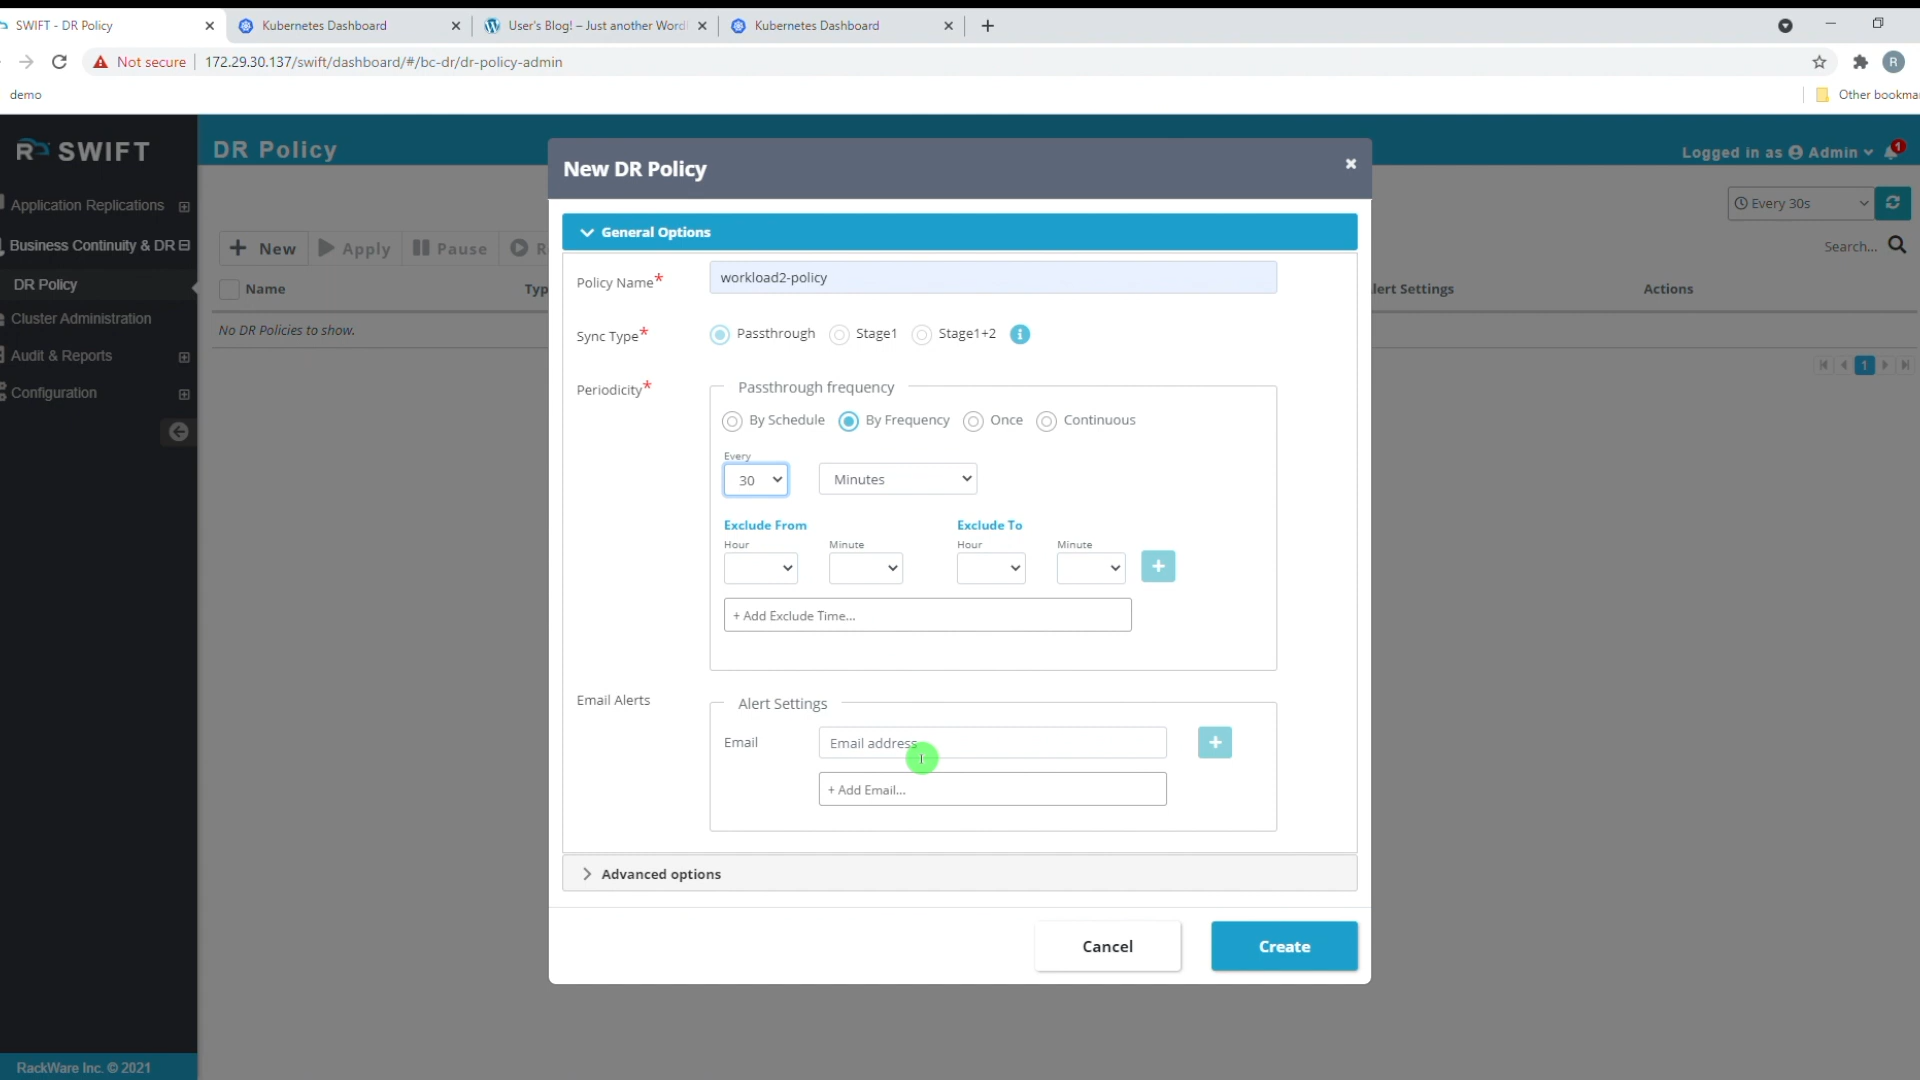 SWIFT - DR Policy
Kubernetes Dashboard
User's Blog! – Just another Word
Kubernetes Dashboard
Not secure
172.29.30.137/swift/dashboard/#/bc-dr/dr-policy-admin
R
demo
Other bookma
R SWIFT
DR Policy
Logged in as Admin
1
Application Replications
Business Continuity & DR
DR Policy
Cluster Administration
Audit & Reports
Configuration
Every 30s
New
Apply
Pause
R
Search...
Name
Typ
lert Settings
Actions
No DR Policies to show.
1
New DR Policy
General Options
Policy Name*
workload2-policy
Sync Type*
Passthrough
Stage1
Stage1+2
Periodicity*
Passthrough frequency
By Schedule
By Frequency
Once
Continuous
Every
30
Minutes
Exclude From
Exclude To
Hour
Minute
Hour
Minute
+ Add Exclude Time...
Email Alerts
Alert Settings
Email
Email address
+ Add Email...
Advanced options
Cancel
Create
RackWare Inc. © 2021